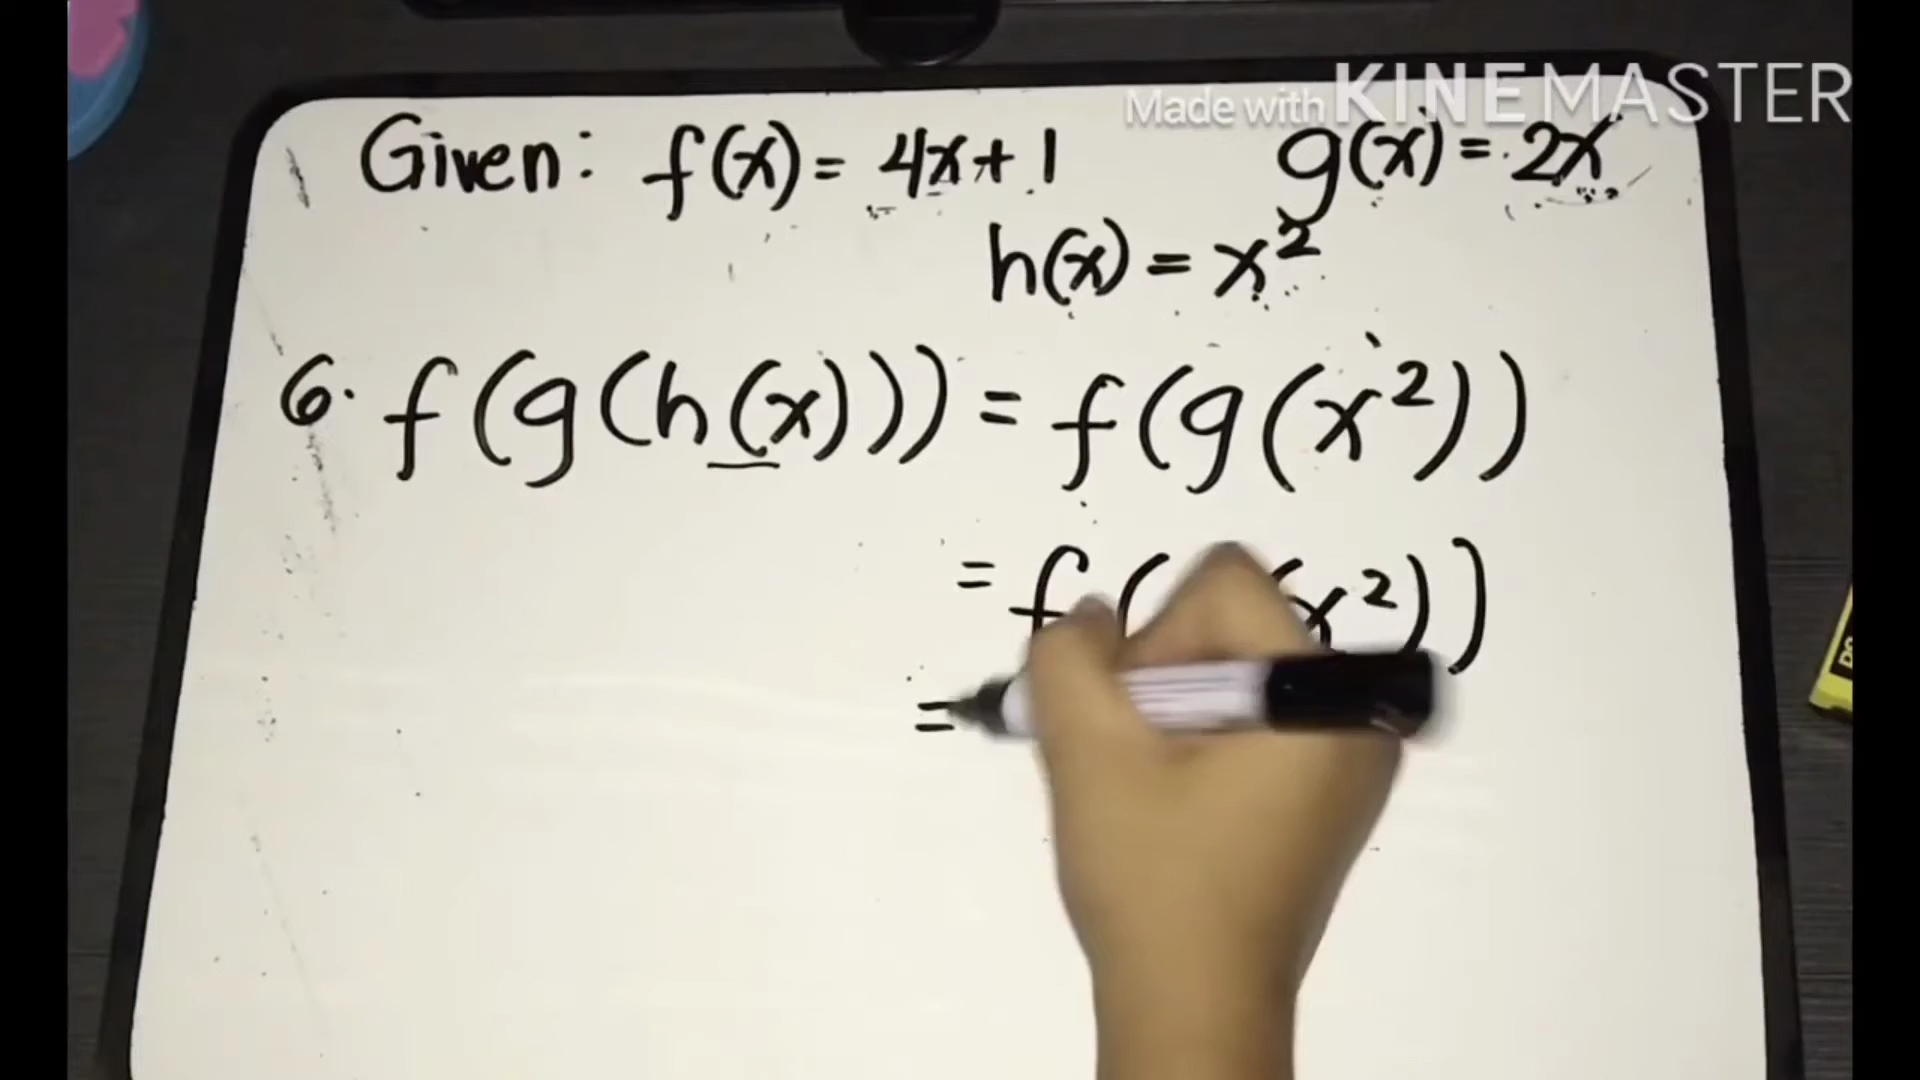 Made with KINEMASTER
Given: f(x) = 4x+1 g(x) = 2x
h(x) = x²
6. f(g(h(x))) = f(g(x²))
= f( (x²))
=